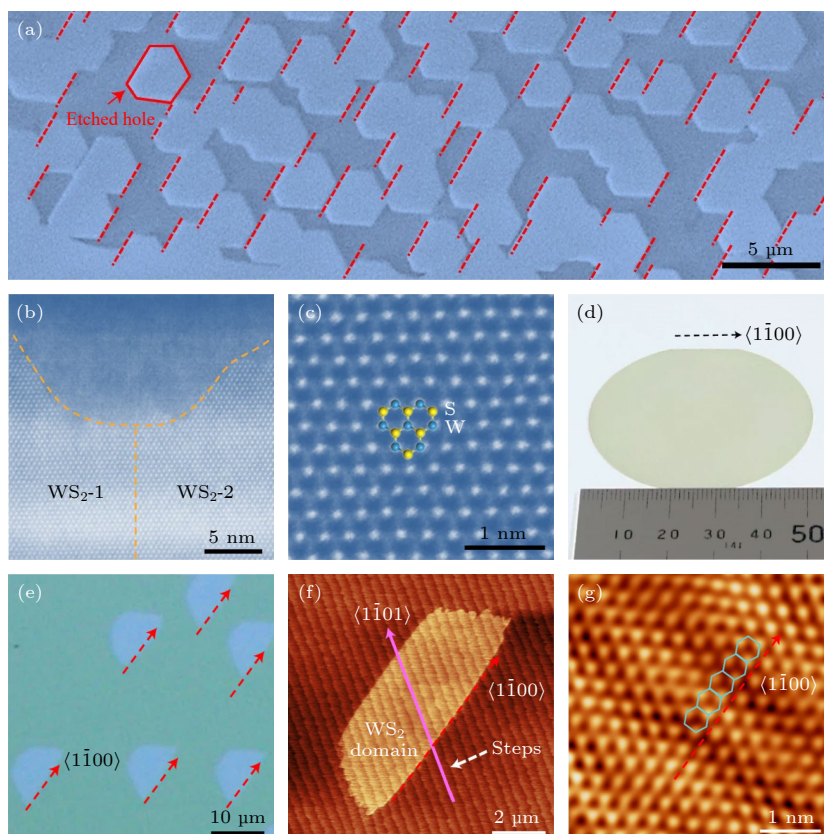 (a)
Etched hole
5 µm
(b)
WS₂-1
WS₂-2
5 nm
(c)
S
W
1 nm
(d)
⟨11̄00⟩
10 20 30 40 50
(e)
⟨11̄00⟩
10 µm
(f)
⟨11̄01⟩
⟨11̄00⟩
WS₂
domain
Steps
2 µm
(g)
⟨11̄00⟩
1 nm